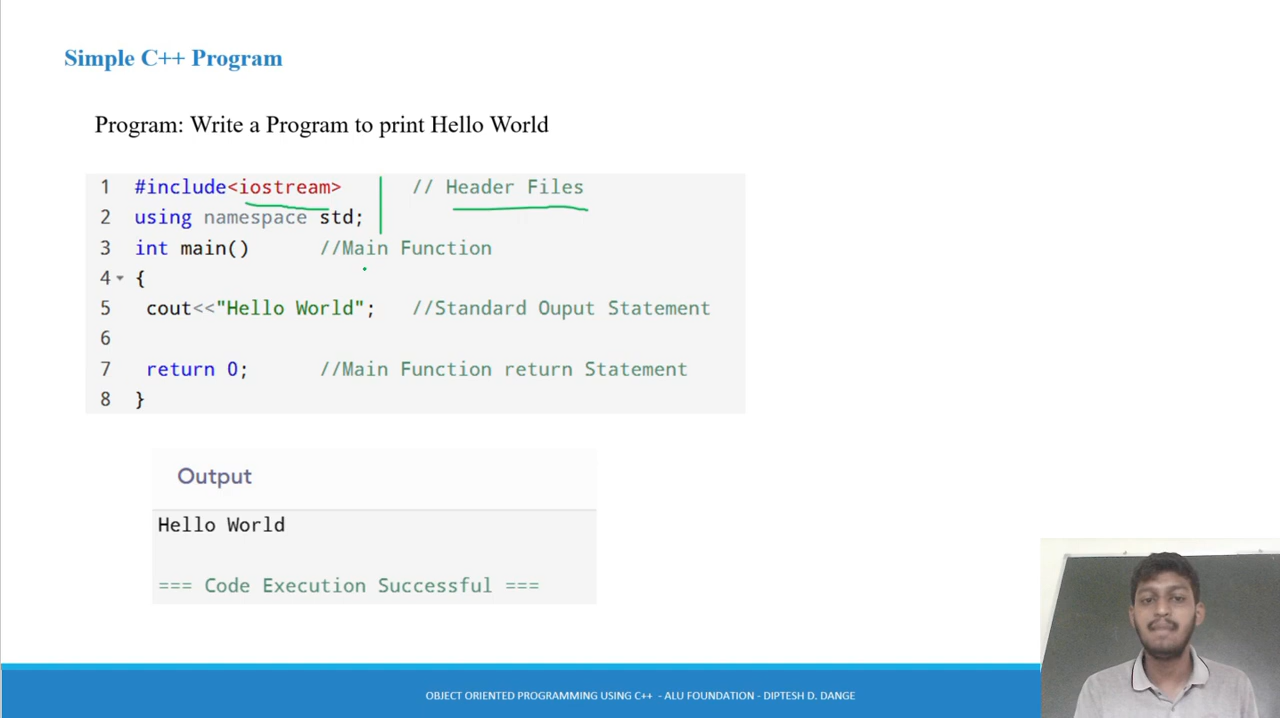 Simple C++ Program
Program: Write a Program to print Hello World
1 #include<iostream> // Header Files
2 using namespace std;
3 int main() //Main Function
4 {
5 cout<<"Hello World"; //Standard Ouput Statement
6
7 return 0; //Main Function return Statement
8 }
Output
Hello World
=== Code Execution Successful ===
OBJECT ORIENTED PROGRAMMING USING C++ - ALU FOUNDATION - DIPTESH D. DANGE